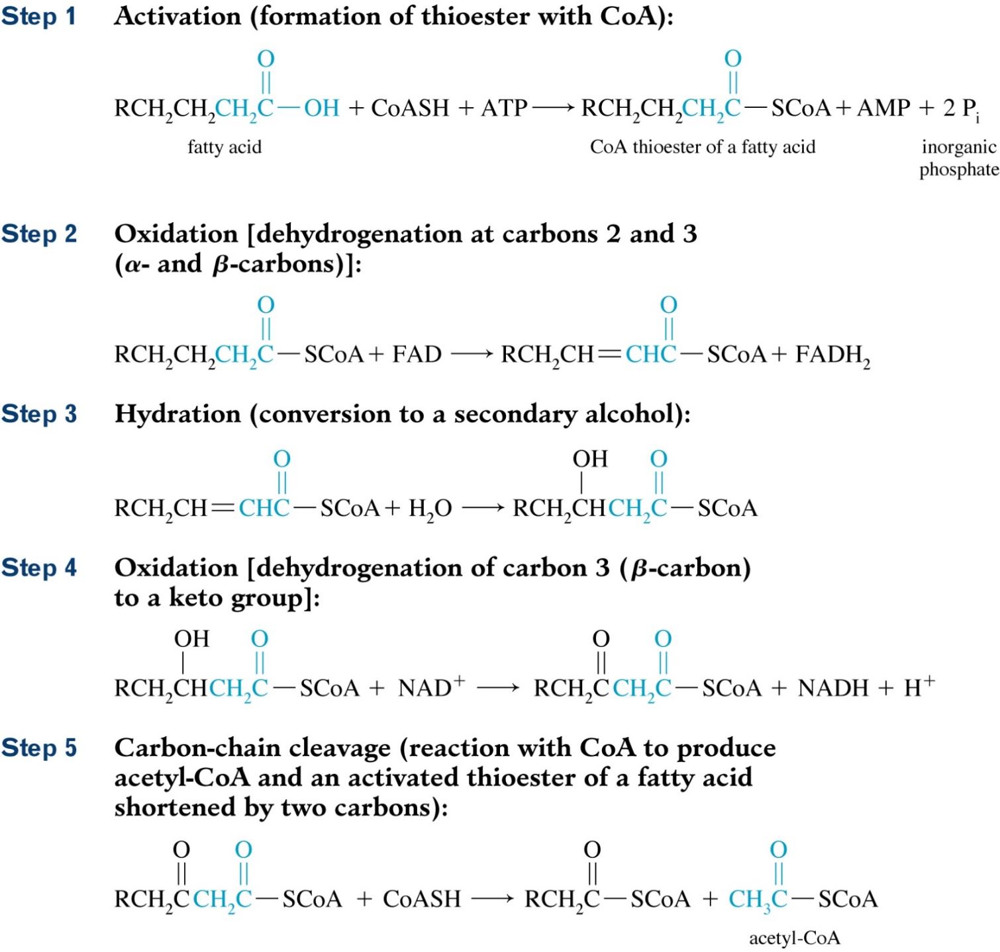 Step 1 Activation (formation of thioester with CoA):
O O
|| ||
RCH₂CH₂CH₂C—OH + CoASH + ATP ⟶ RCH₂CH₂CH₂C—SCoA + AMP + 2 Pᵢ
fatty acid CoA thioester of a fatty acid inorganic
phosphate
Step 2 Oxidation [dehydrogenation at carbons 2 and 3
(α- and β-carbons)]:
O O
|| ||
RCH₂CH₂CH₂C—SCoA + FAD ⟶ RCH₂CH=CHC—SCoA + FADH₂
Step 3 Hydration (conversion to a secondary alcohol):
O OH O
|| | ||
RCH₂CH=CHC—SCoA + H₂O ⟶ RCH₂CHCH₂C—SCoA
Step 4 Oxidation [dehydrogenation of carbon 3 (β-carbon)
to a keto group]:
OH O O O
| || || ||
RCH₂CHCH₂C—SCoA + NAD⁺ ⟶ RCH₂CCH₂C—SCoA + NADH + H⁺
Step 5 Carbon-chain cleavage (reaction with CoA to produce
acetyl-CoA and an activated thioester of a fatty acid
shortened by two carbons):
O O O O
|| || || ||
RCH₂CCH₂C—SCoA + CoASH ⟶ RCH₂C—SCoA + CH₃C—SCoA
acetyl-CoA